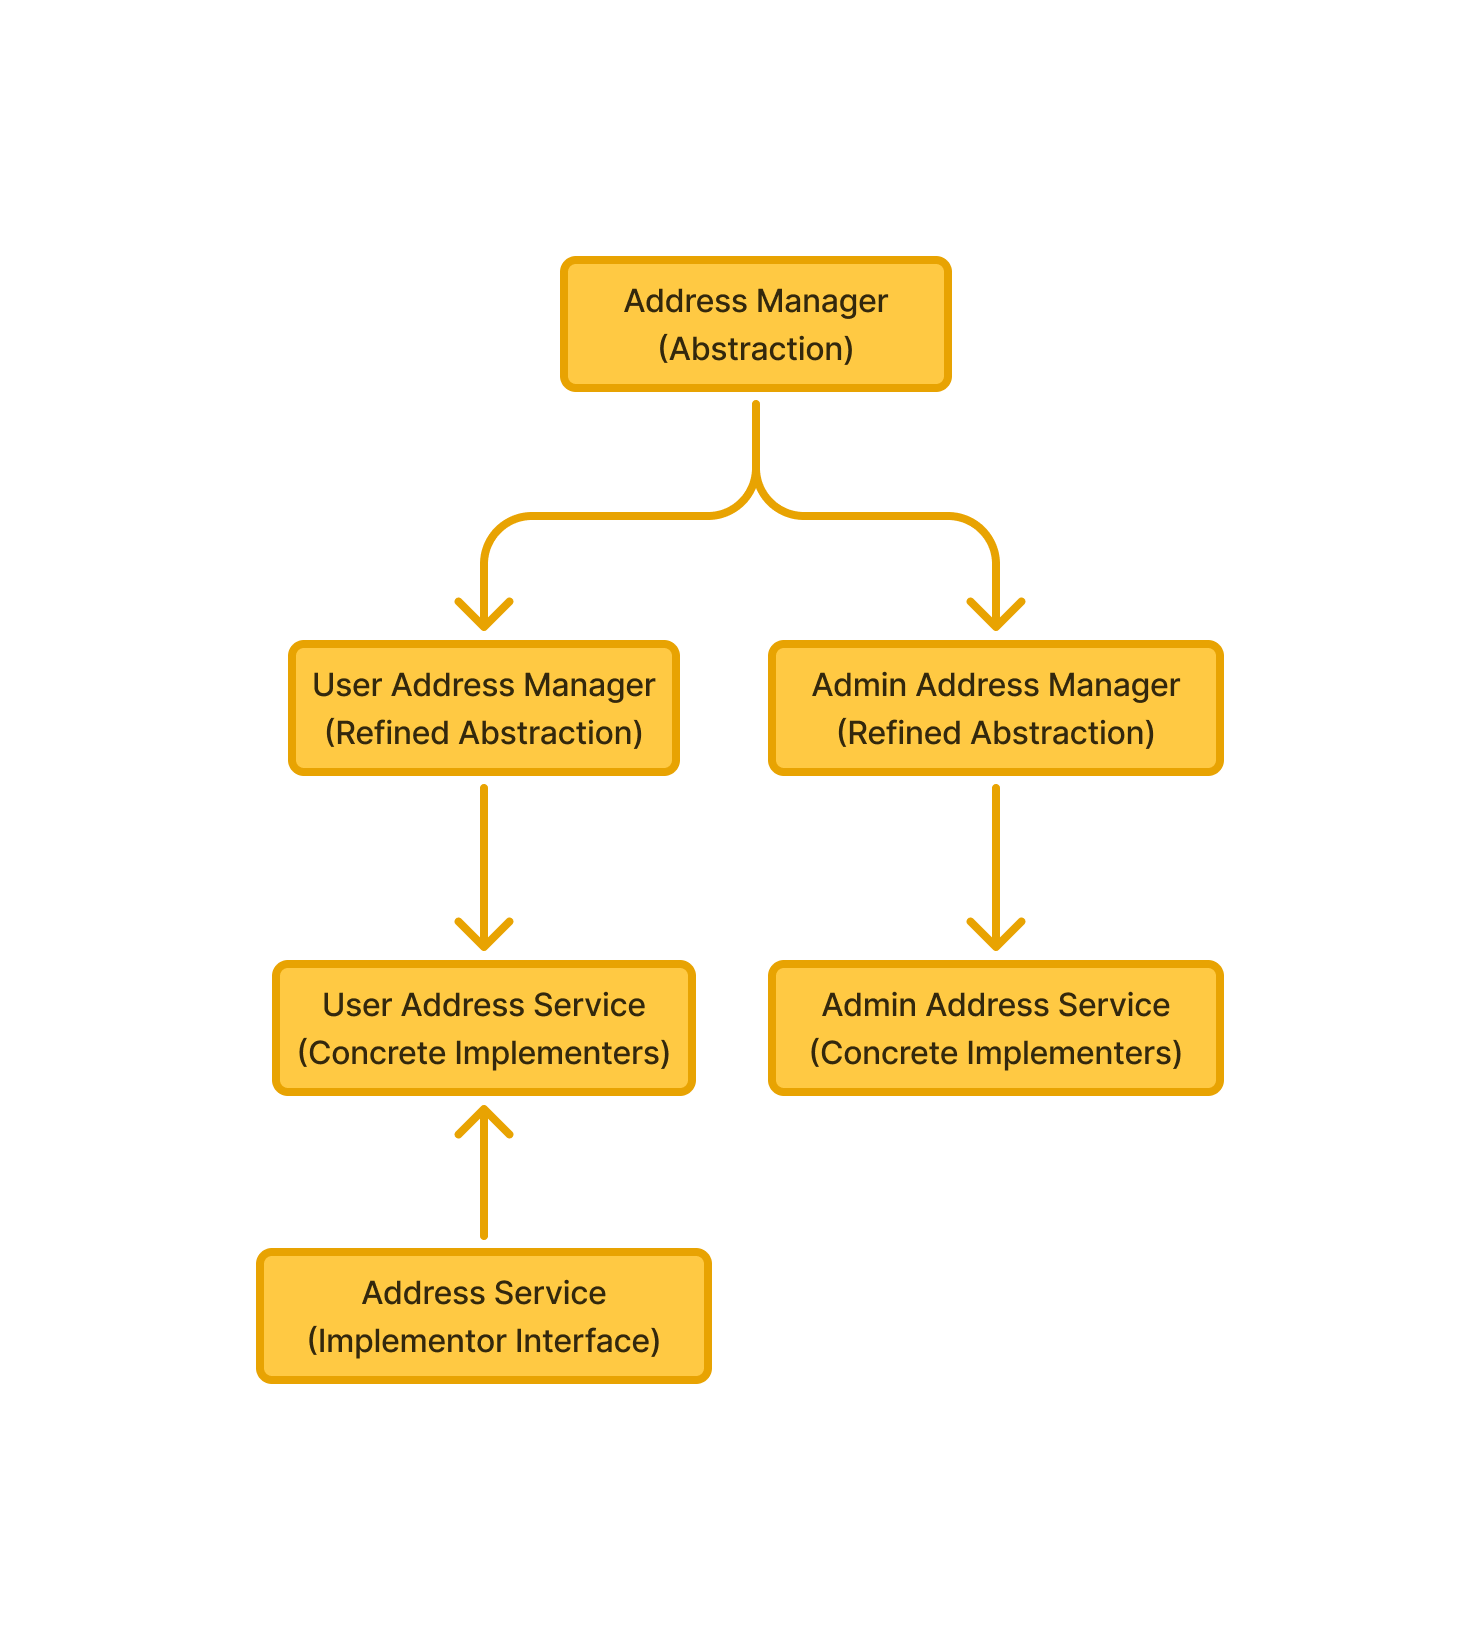 Address Manager
(Abstraction)
User Address Manager
(Refined Abstraction)
Admin Address Manager
(Refined Abstraction)
User Address Service
(Concrete Implementers)
Admin Address Service
(Concrete Implementers)
Address Service
(Implementor Interface)